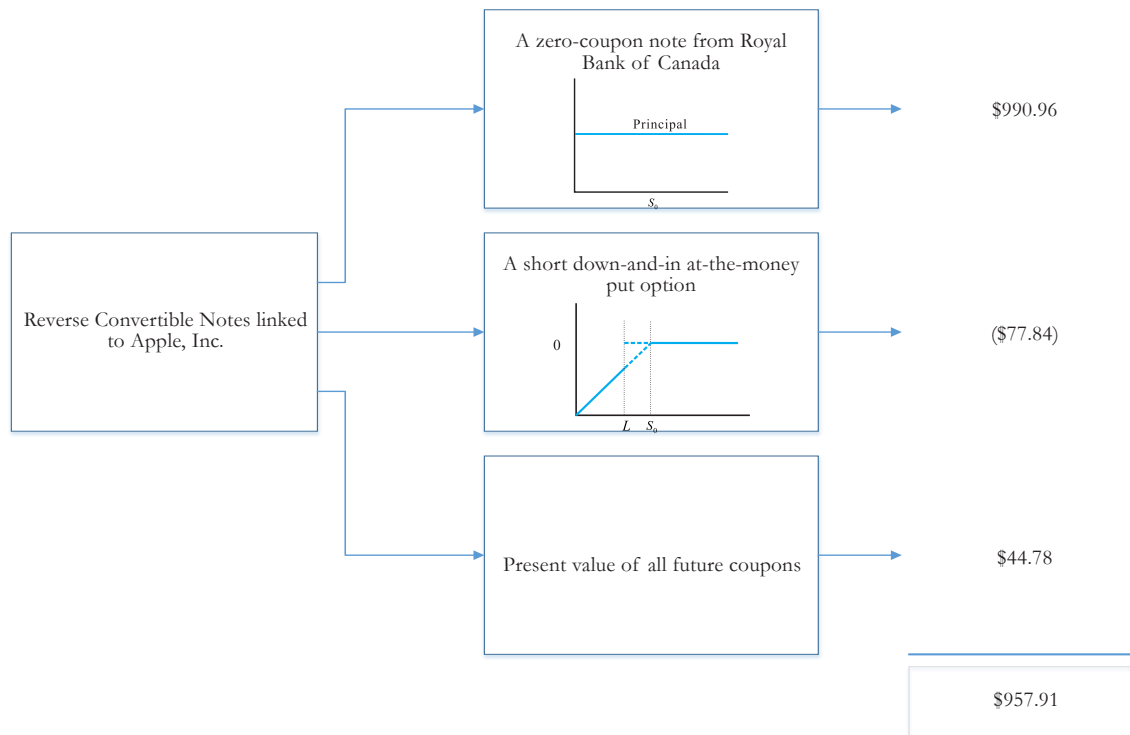 A zero-coupon note from Royal
Bank of Canada
Principal
S₀
$990.96
Reverse Convertible Notes linked
to Apple, Inc.
A short down-and-in at-the-money
put option
0
L S₀
($77.84)
Present value of all future coupons
$44.78
$957.91